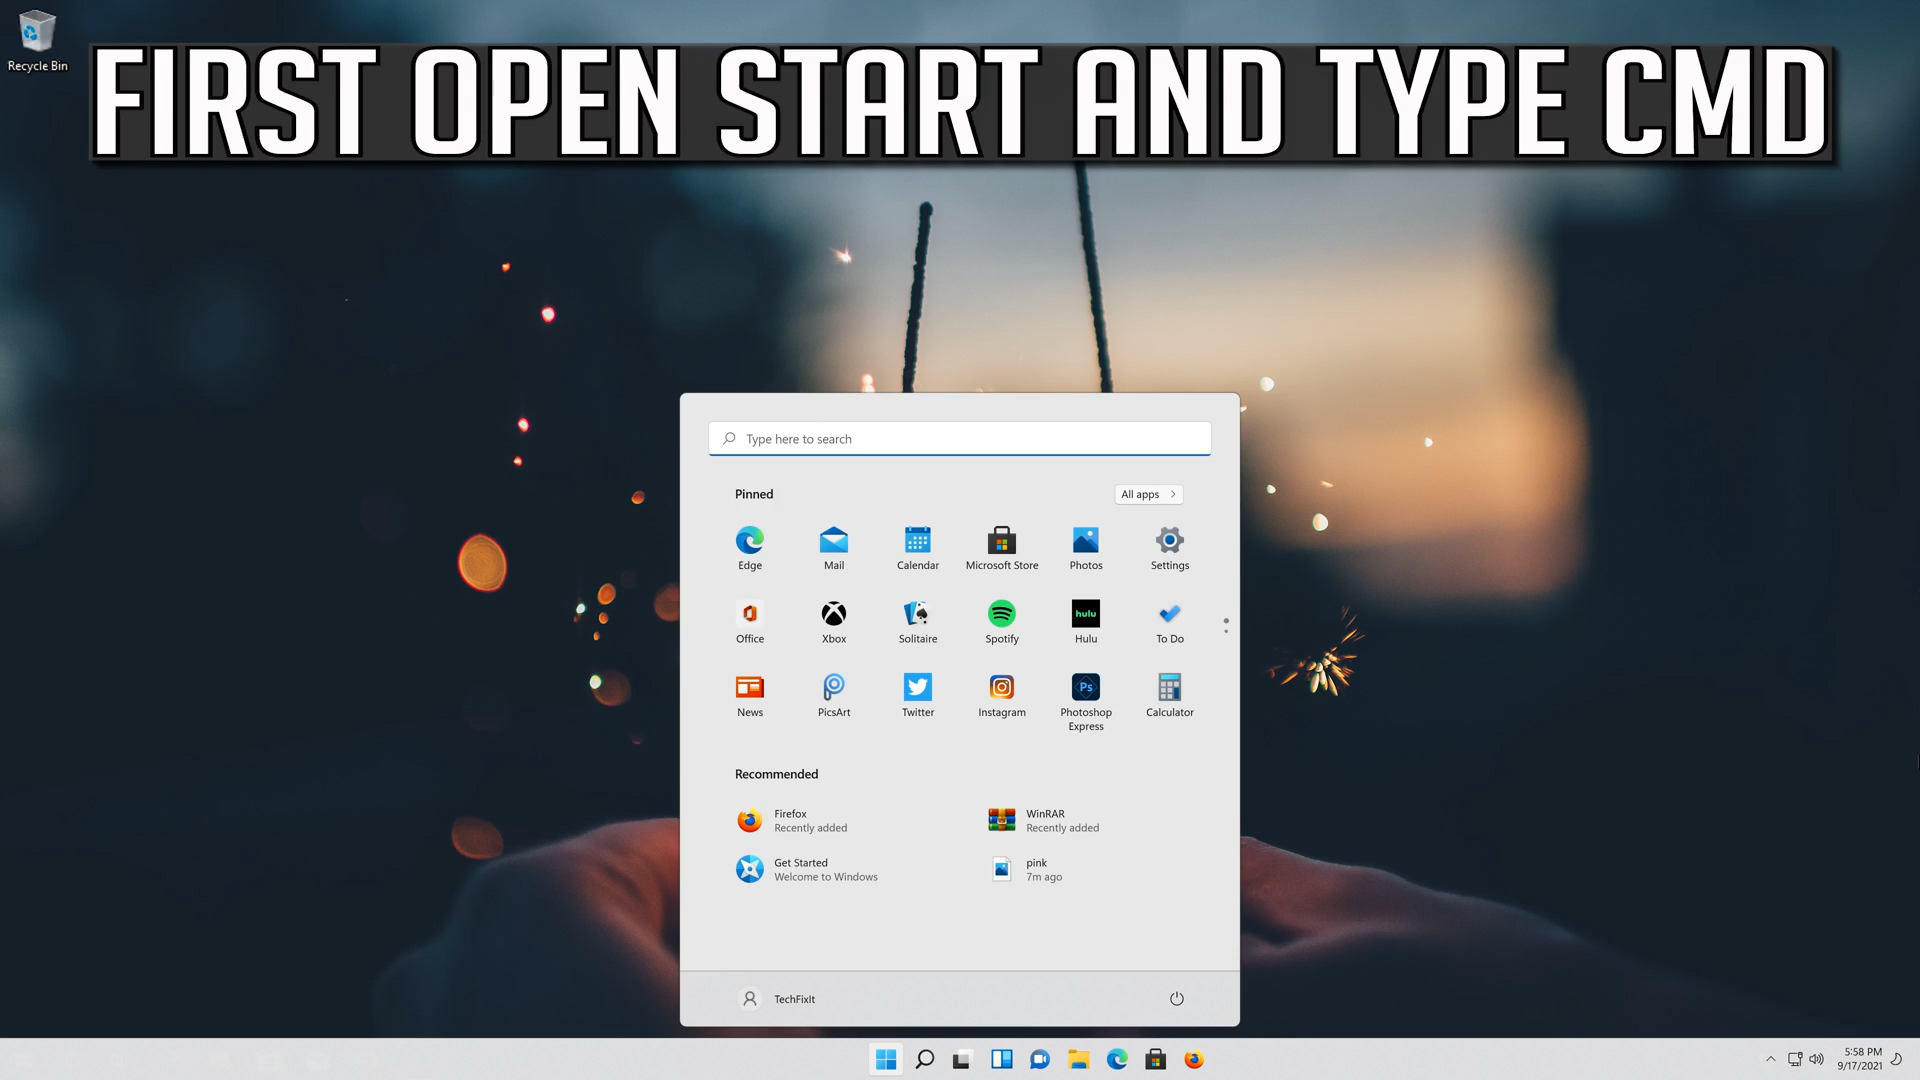 Recycle Bin
FIRST OPEN START AND TYPE CMD
Type here to search
Pinned
All apps
Edge
Mail
Calendar
Microsoft Store
Photos
Settings
Office
Xbox
Solitaire
Spotify
hulu
Hulu
To Do
News
PicsArt
Twitter
Instagram
Ps
Photoshop
Express
Calculator
Recommended
Firefox
Recently added
WinRAR
Recently added
Get Started
Welcome to Windows
pink
7m ago
TechFixIt
5:58 PM
9/17/2021